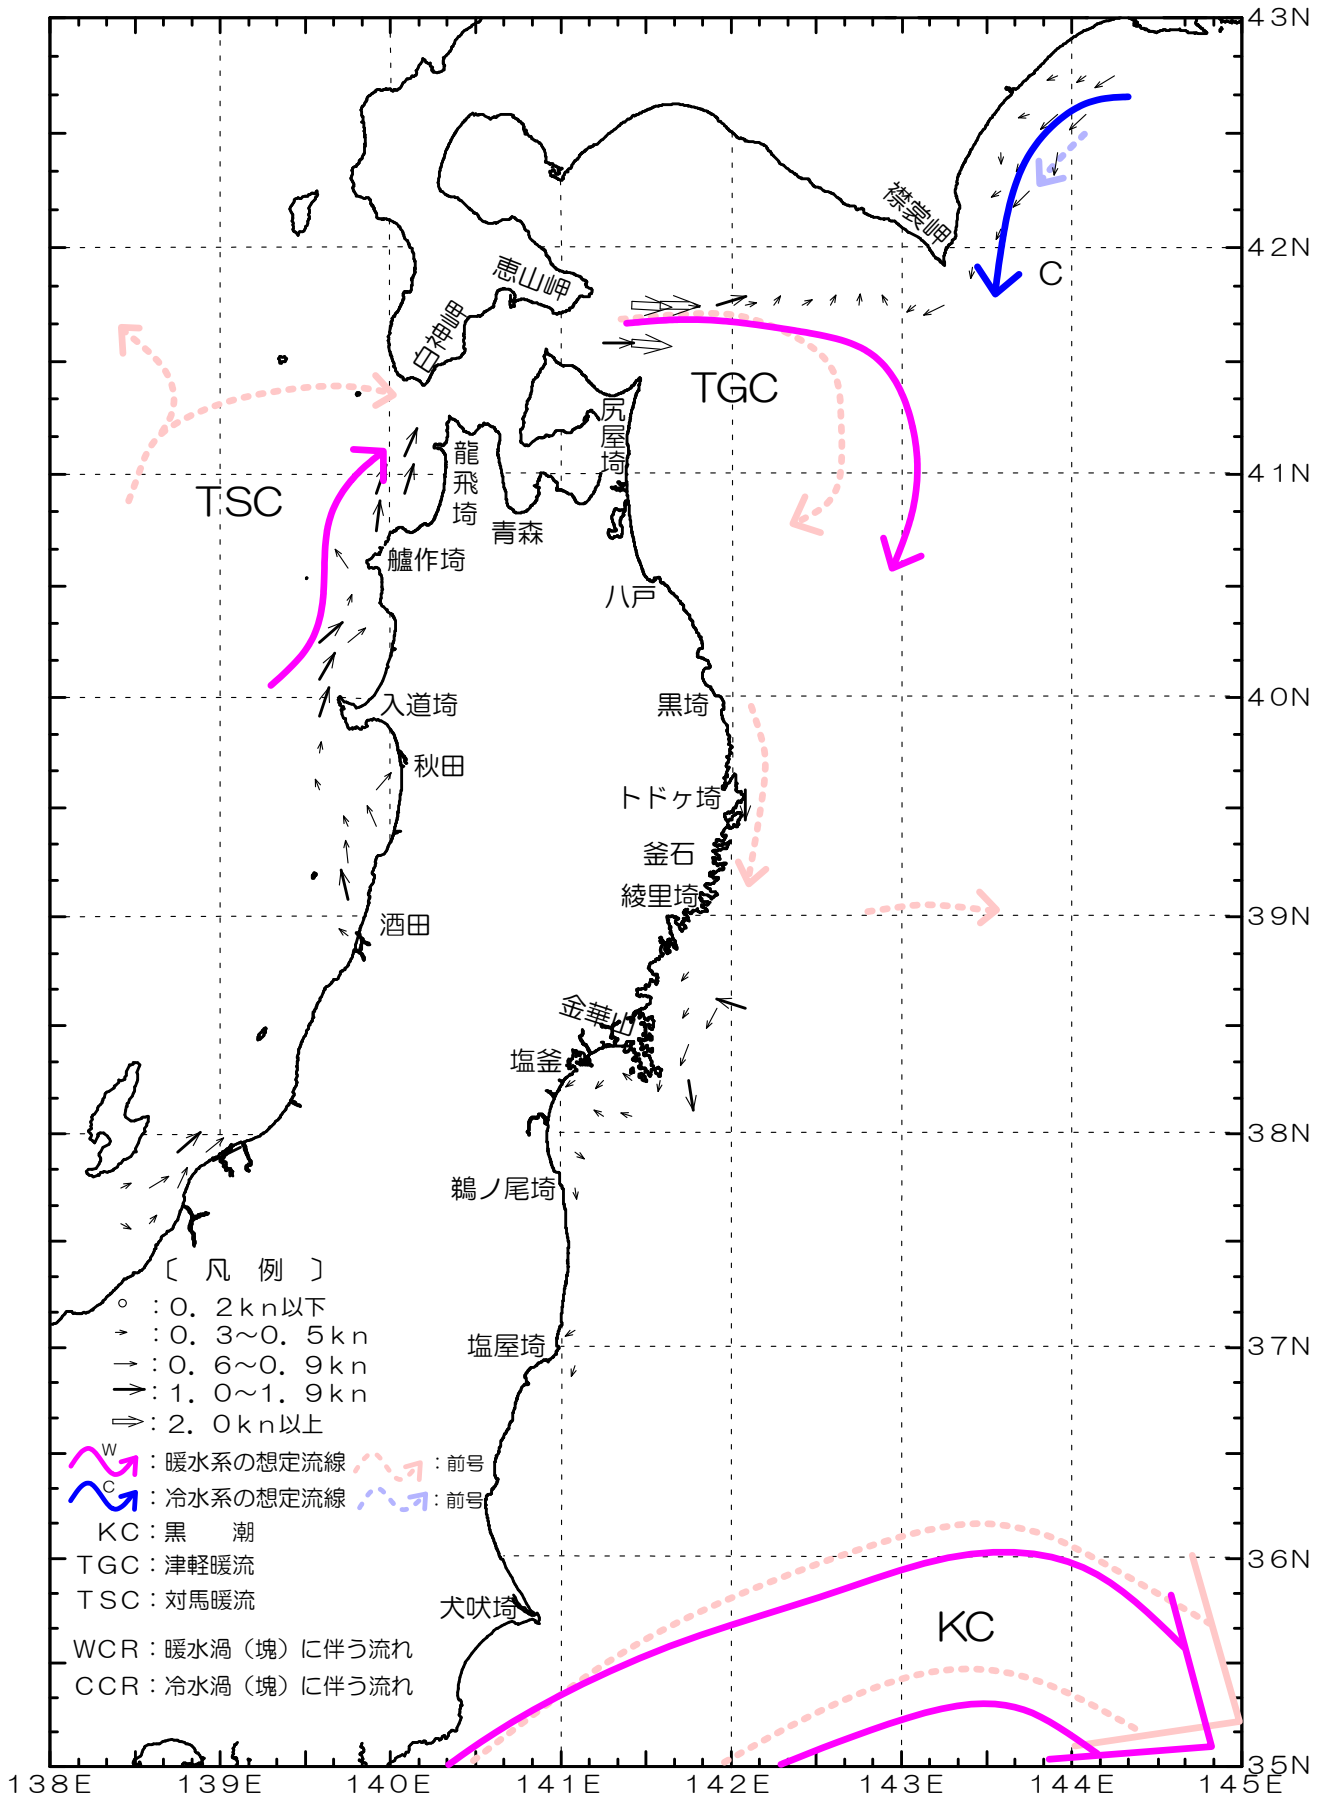 43N
襟裳岬
42N
C
恵山岬
白神岬
TGC
尻屋埼
龍飛埼
41N
TSC
青森
艫作埼
八戸
入道埼
黒埼
40N
秋田
トドヶ埼
釜石
綾里埼
39N
酒田
金華山
塩釜
38N
鵜ノ尾埼
〔 凡 例 〕
:0. 2kn以下
:0. 3~0. 5kn
:0. 6~0. 9kn
:1. 0~1. 9kn
:2. 0kn以上
W :暖水系の想定流線 :前号
C :冷水系の想定流線 :前号
KC:黒 潮
TGC:津軽暖流
TSC:対馬暖流
WCR:暖水渦(塊)に伴う流れ
CCR:冷水渦(塊)に伴う流れ
塩屋埼
37N
36N
犬吠埼
KC
35N
138E 139E 140E 141E 142E 143E 144E 145E